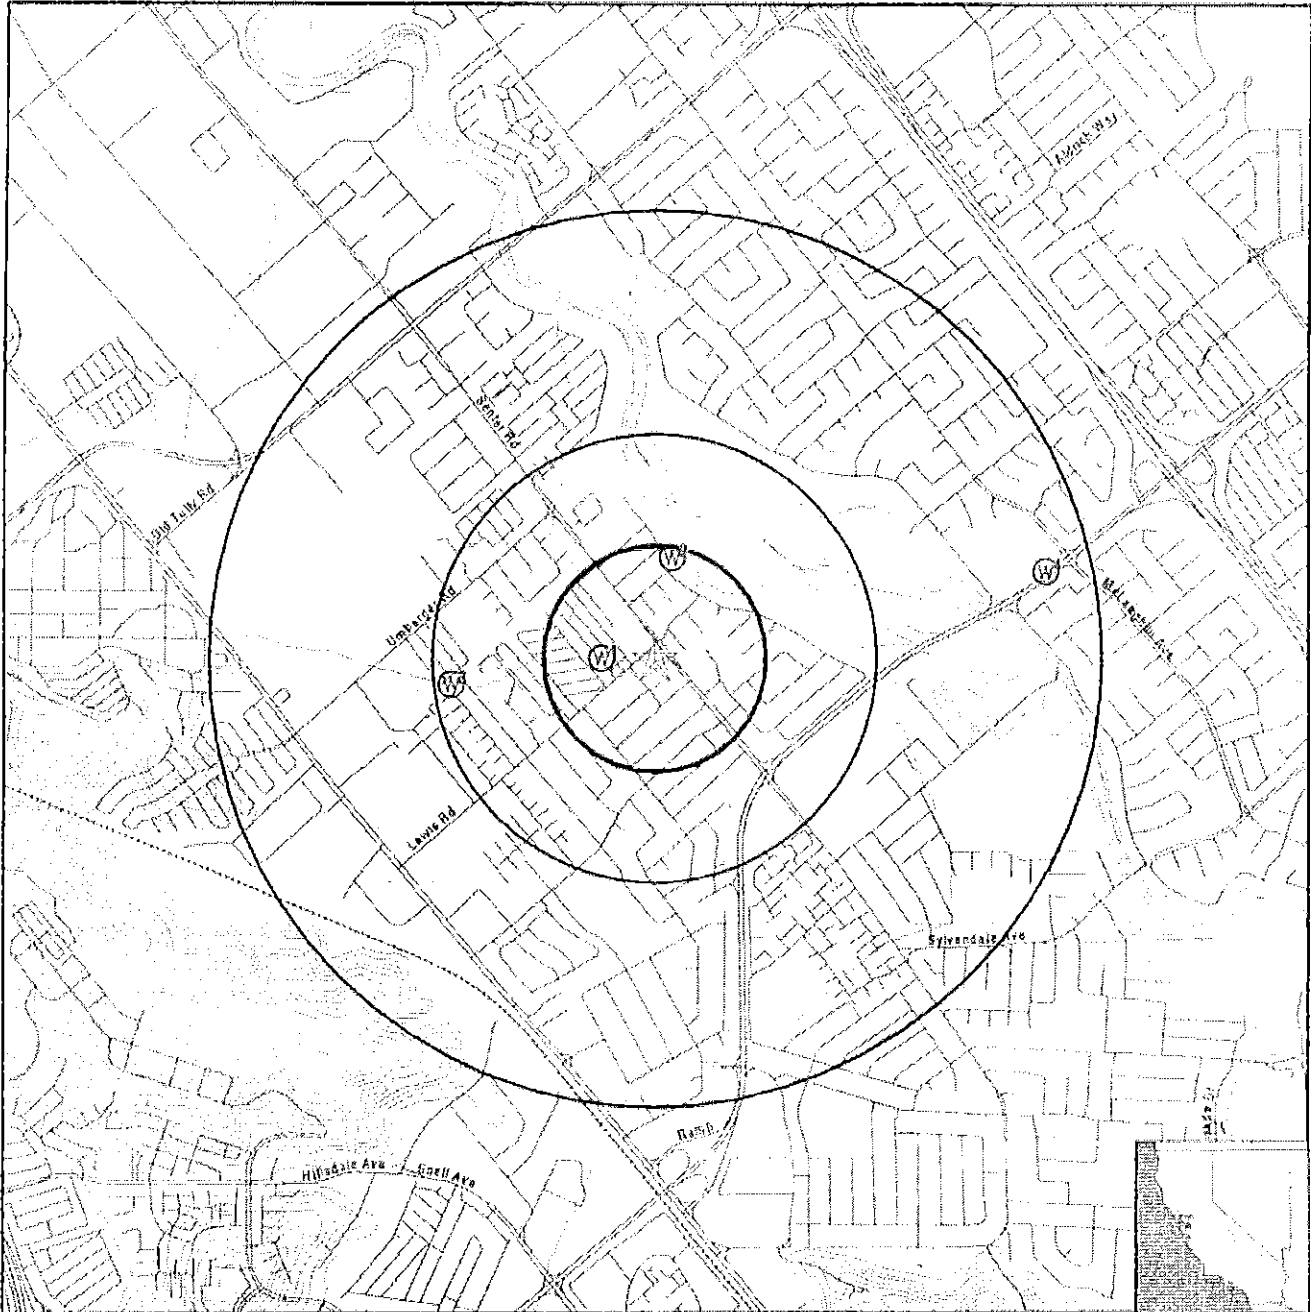 Aldrich Way
Senter Rd
Old Tully Rd
W
McLaughlin Ave
Umbarger Rd
W
W
W
Lewis Rd
Sylvandale Ave
Ramp
Hillsdale Ave
Snell Ave